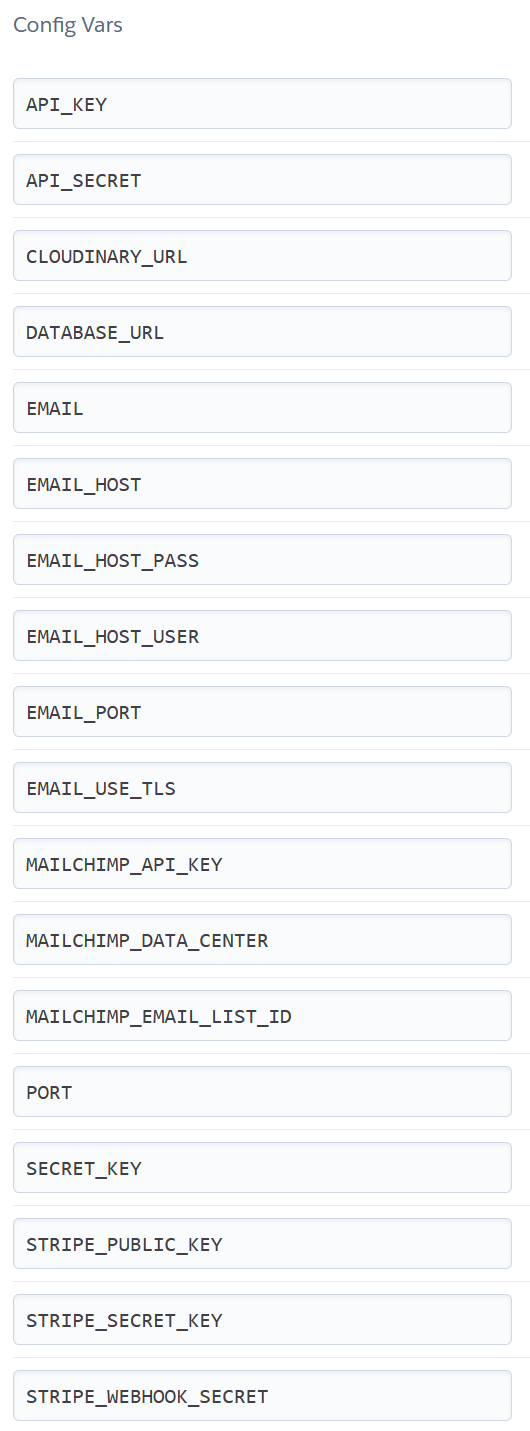 Config Vars
API_KEY
API_SECRET
CLOUDINARY_URL
DATABASE_URL
EMAIL
EMAIL_HOST
EMAIL_HOST_PASS
EMAIL_HOST_USER
EMAIL_PORT
EMAIL_USE_TLS
MAILCHIMP_API_KEY
MAILCHIMP_DATA_CENTER
MAILCHIMP_EMAIL_LIST_ID
PORT
SECRET_KEY
STRIPE_PUBLIC_KEY
STRIPE_SECRET_KEY
STRIPE_WEBHOOK_SECRET